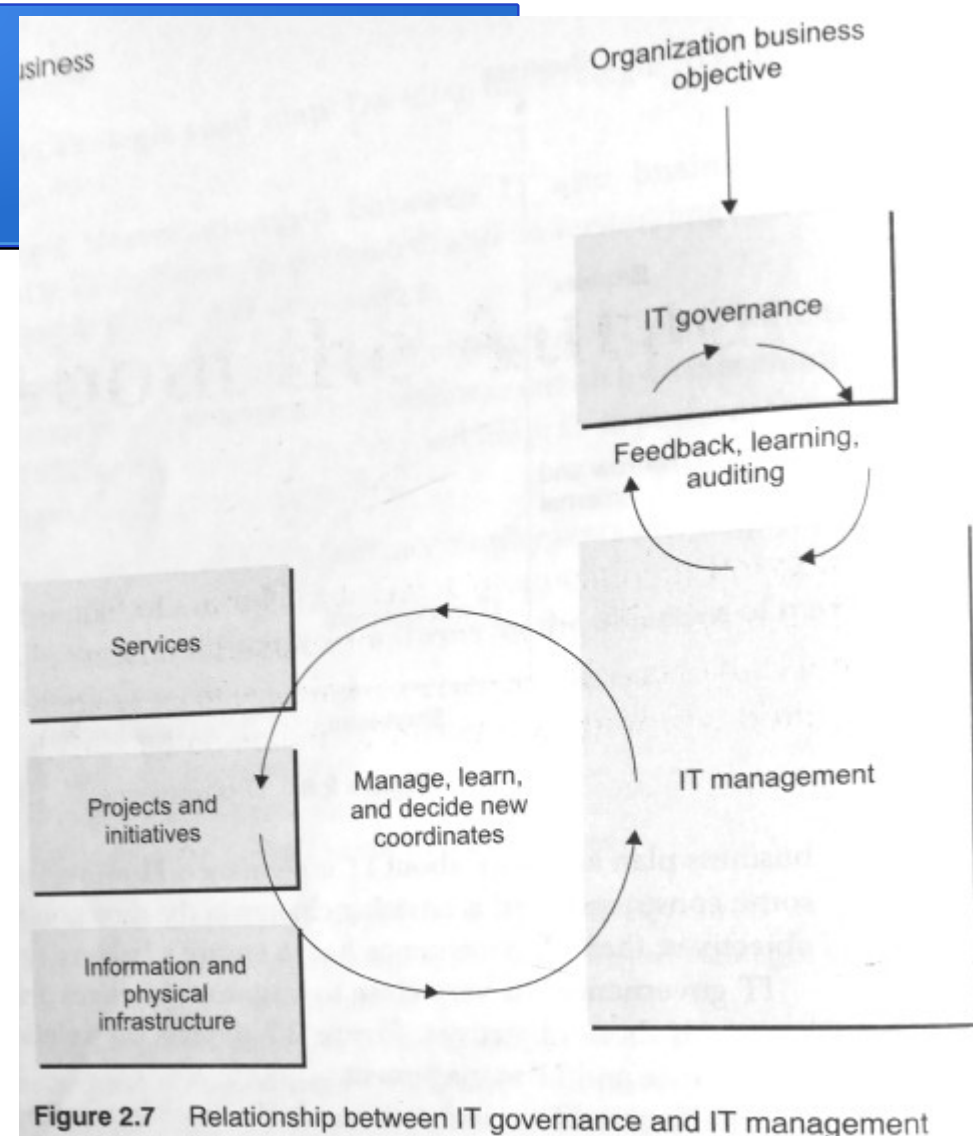 usiness
Organization business
objective
IT governance
Feedback, learning,
auditing
Services
Projects and
initiatives
Information and
physical
infrastructure
Manage, learn,
and decide new
coordinates
IT management
Figure 2.7 Relationship between IT governance and IT management